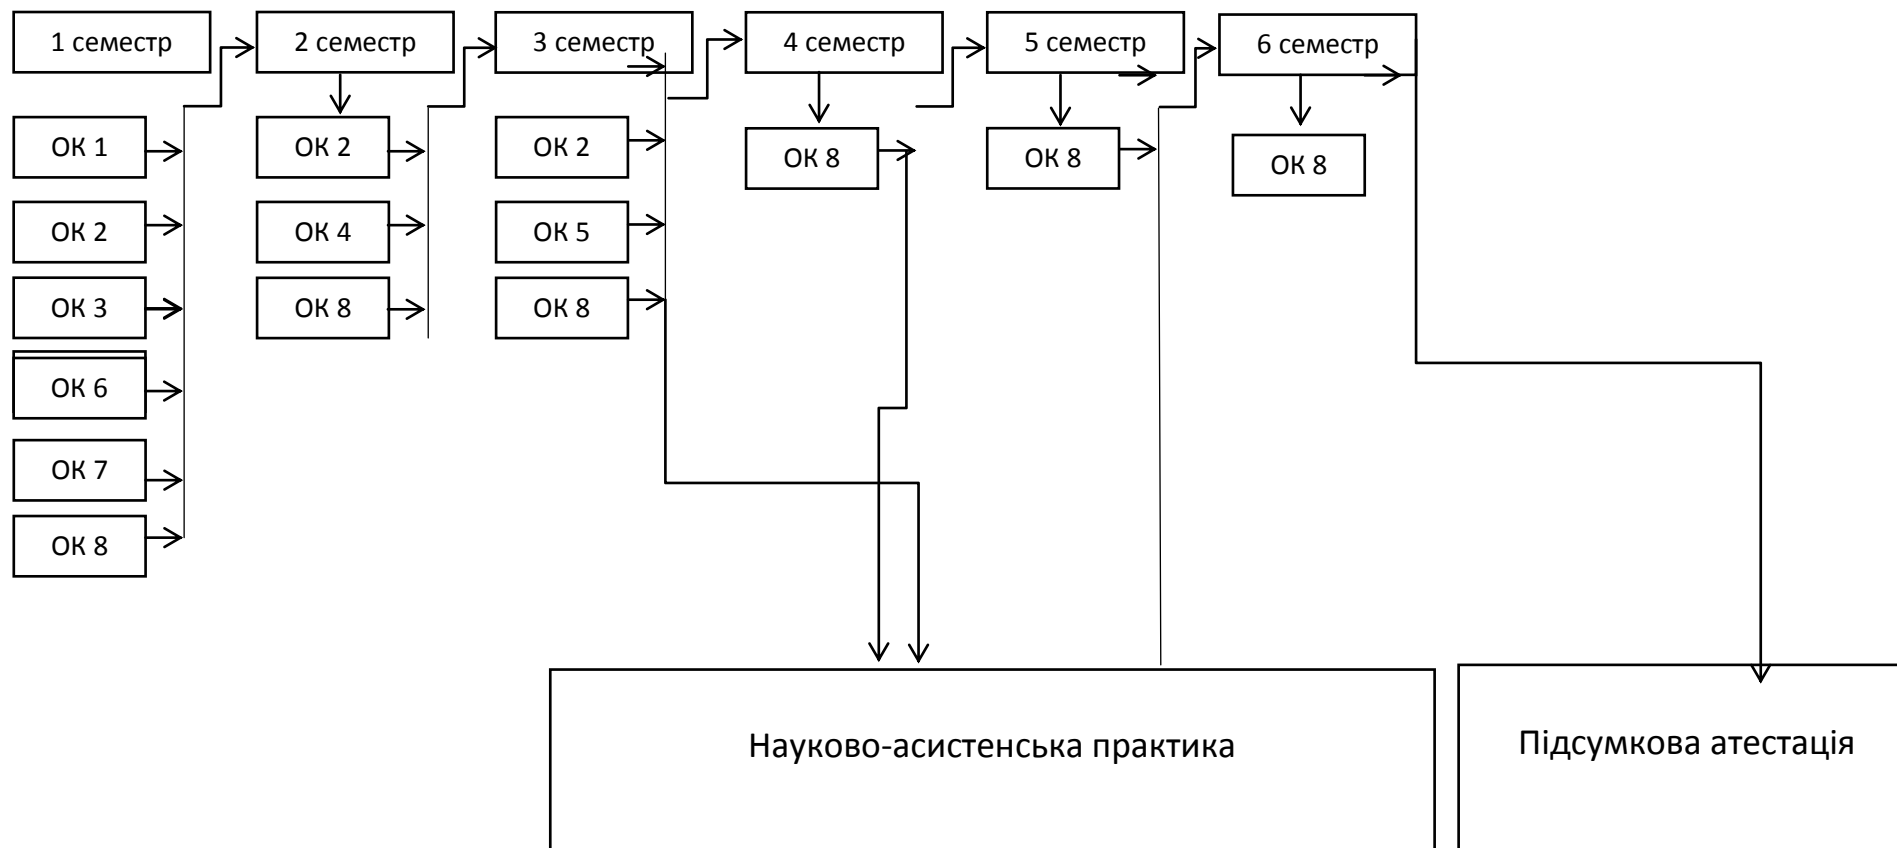 1 семестр
2 семестр
3 семестр
4 семестр
5 семестр
6 семестр
ОК 1
ОК 2
ОК 3
ОК 6
ОК 7
ОК 8
ОК 2
ОК 4
ОК 8
ОК 2
ОК 5
ОК 8
ОК 8
ОК 8
ОК 8
Науково-асистенська практика
Підсумкова атестація